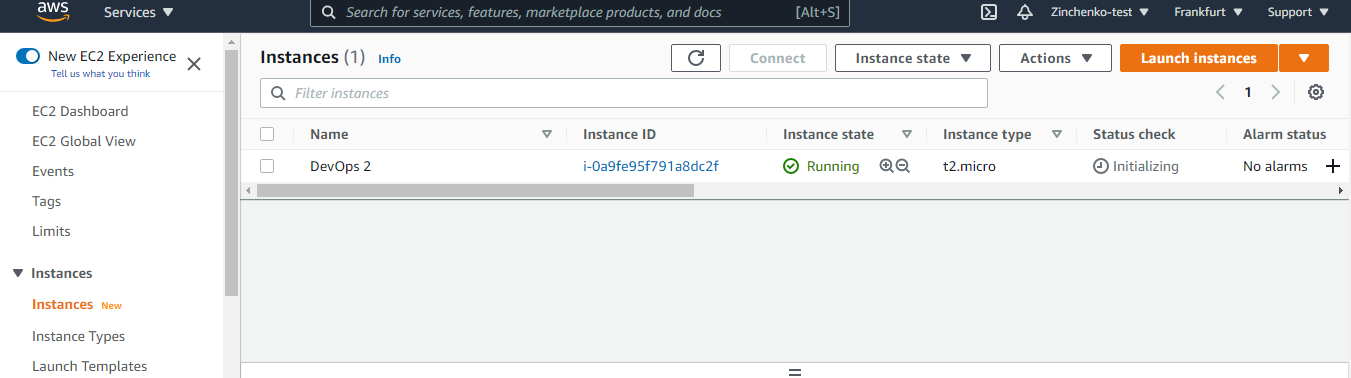 aws
Services
Search for services, features, marketplace products, and docs
[Alt+S]
Zinchenko-test
Frankfurt
Support
New EC2 Experience
Tell us what you think
EC2 Dashboard
EC2 Global View
Events
Tags
Limits
Instances
Instances New
Instance Types
Launch Templates
Instances (1) Info
Connect
Instance state
Actions
Launch instances
Filter instances
1
Name Instance ID Instance state Instance type Status check Alarm status
DevOps 2 i-0a9fe95f791a8dc2f Running t2.micro Initializing No alarms